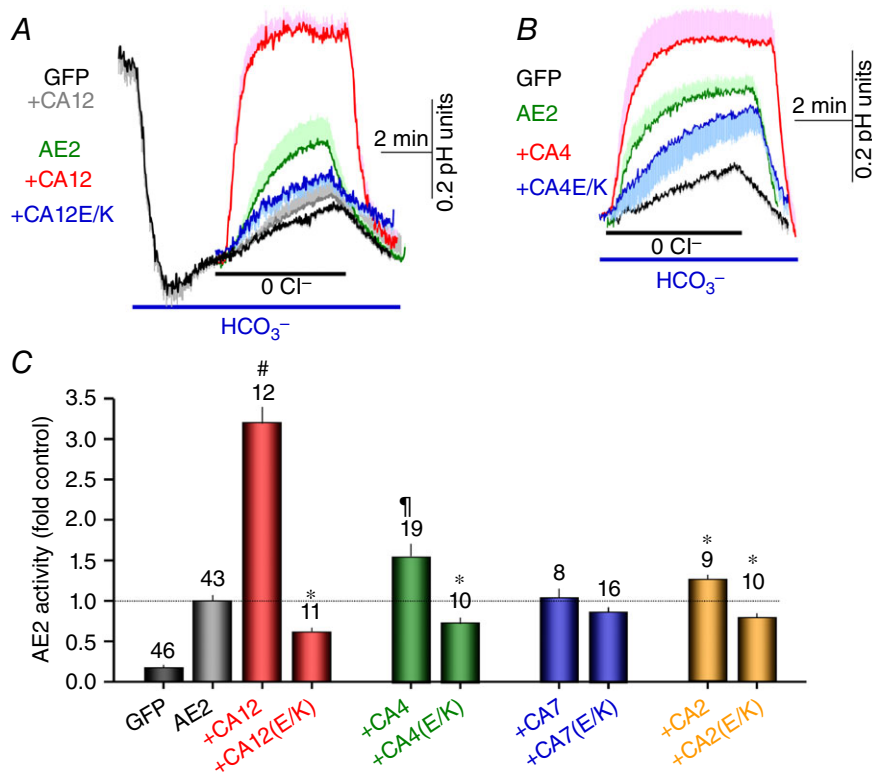 A
GFP
+CA12
AE2
+CA12
+CA12E/K
2 min
0.2 pH units
0 Cl⁻
HCO₃⁻
B
GFP
AE2
+CA4
+CA4E/K
2 min
0.2 pH units
0 Cl⁻
HCO₃⁻
C
AE2 activity (fold control)
3.5
3.0
2.5
2.0
1.5
1.0
0.5
0.0
46
43
#
12
*
11
¶
19
*
10
8
16
*
9
*
10
GFP
AE2
+CA12
+CA12(E/K)
+CA4
+CA4(E/K)
+CA7
+CA7(E/K)
+CA2
+CA2(E/K)